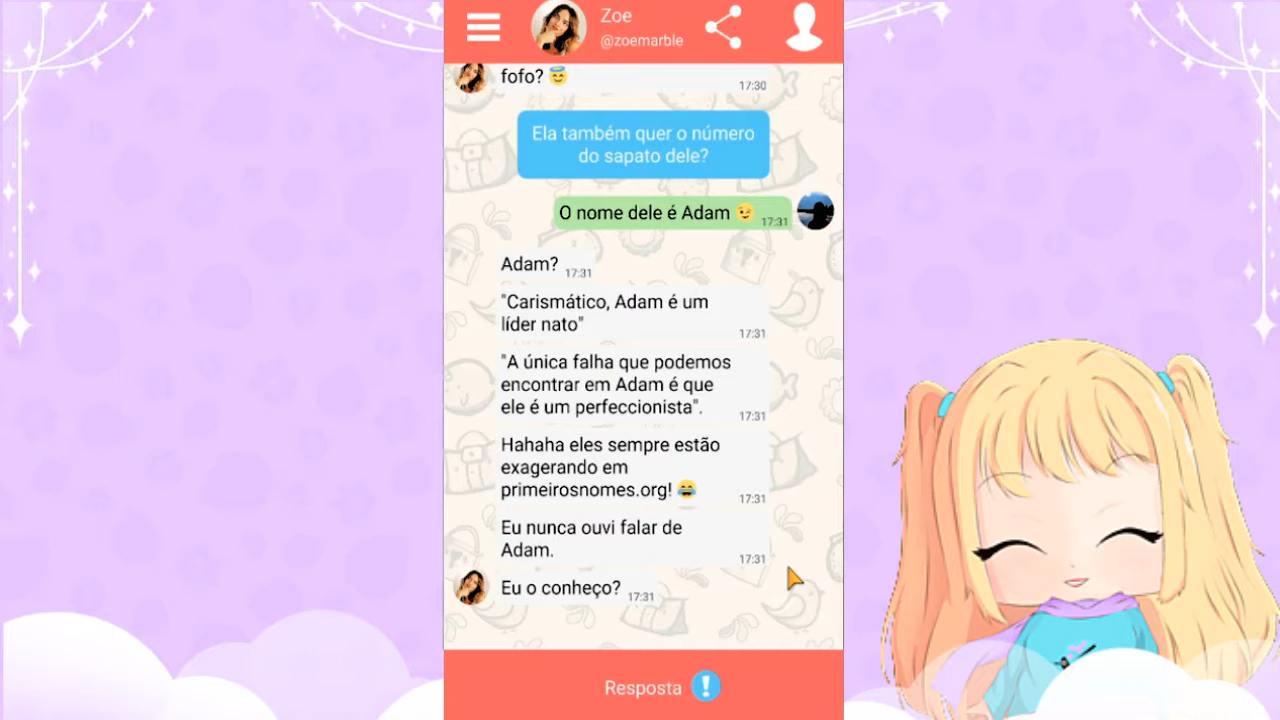 Zoe
@zoemarble
fofo? 😇
17:30
Ela também quer o número
do sapato dele?
O nome dele é Adam 😉 17:31
Adam? 17:31
"Carismático, Adam é um
líder nato"
17:31
"A única falha que podemos
encontrar em Adam é que
ele é um perfeccionista".
17:31
Hahaha eles sempre estão
exagerando em
primeirosnomes.org! 😂
17:31
Eu nunca ouvi falar de
Adam.
17:31
Eu o conheço? 17:31
Resposta !